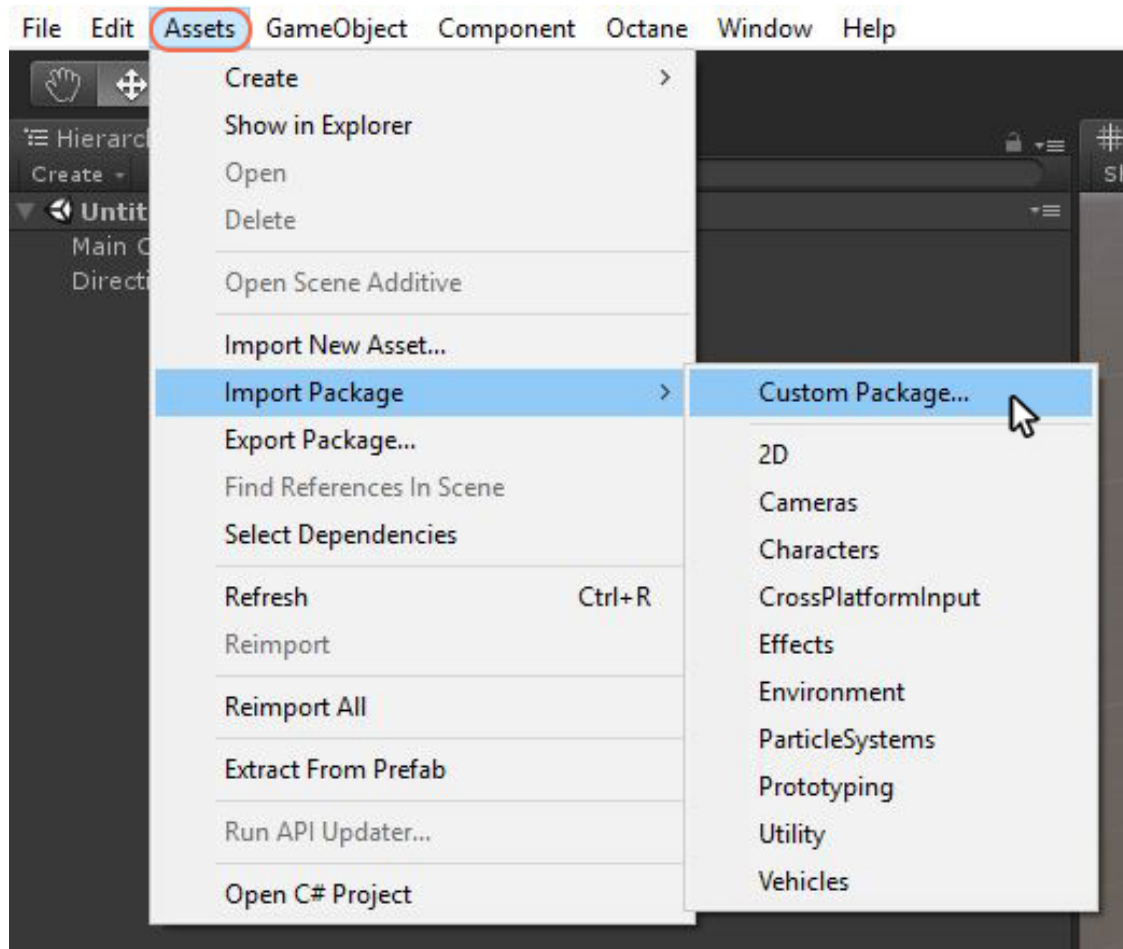 File Edit Assets GameObject Component Octane Window Help
Create
Show in Explorer
Open
Delete
Open Scene Additive
Import New Asset...
Import Package
Export Package...
Find References In Scene
Select Dependencies
Refresh Ctrl+R
Reimport
Reimport All
Extract From Prefab
Run API Updater...
Open C# Project
Custom Package...
2D
Cameras
Characters
CrossPlatformInput
Effects
Environment
ParticleSystems
Prototyping
Utility
Vehicles
Hierarc
Create
Untit
Main C
Directi